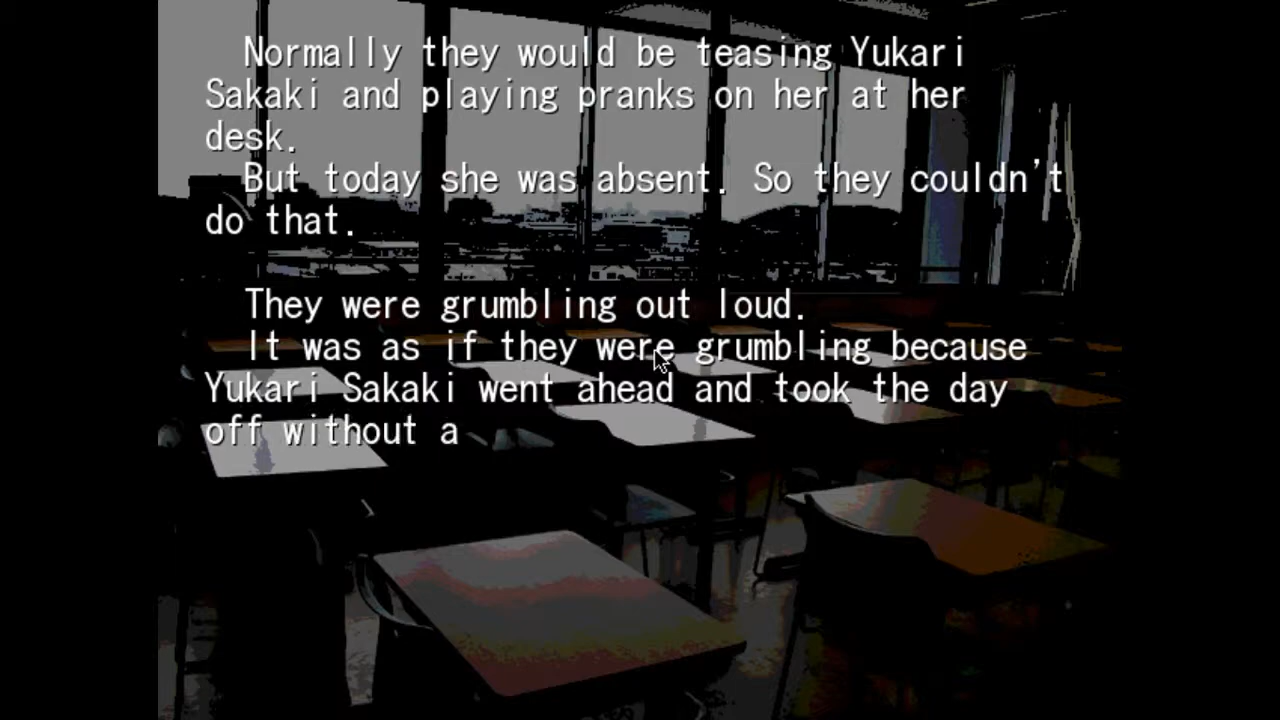 Normally they would be teasing Yukari
Sakaki and playing pranks on her at her
desk.
But today she was absent. So they couldn't
do that.
They were grumbling out loud.
It was as if they were grumbling because
Yukari Sakaki went ahead and took the day
off without a